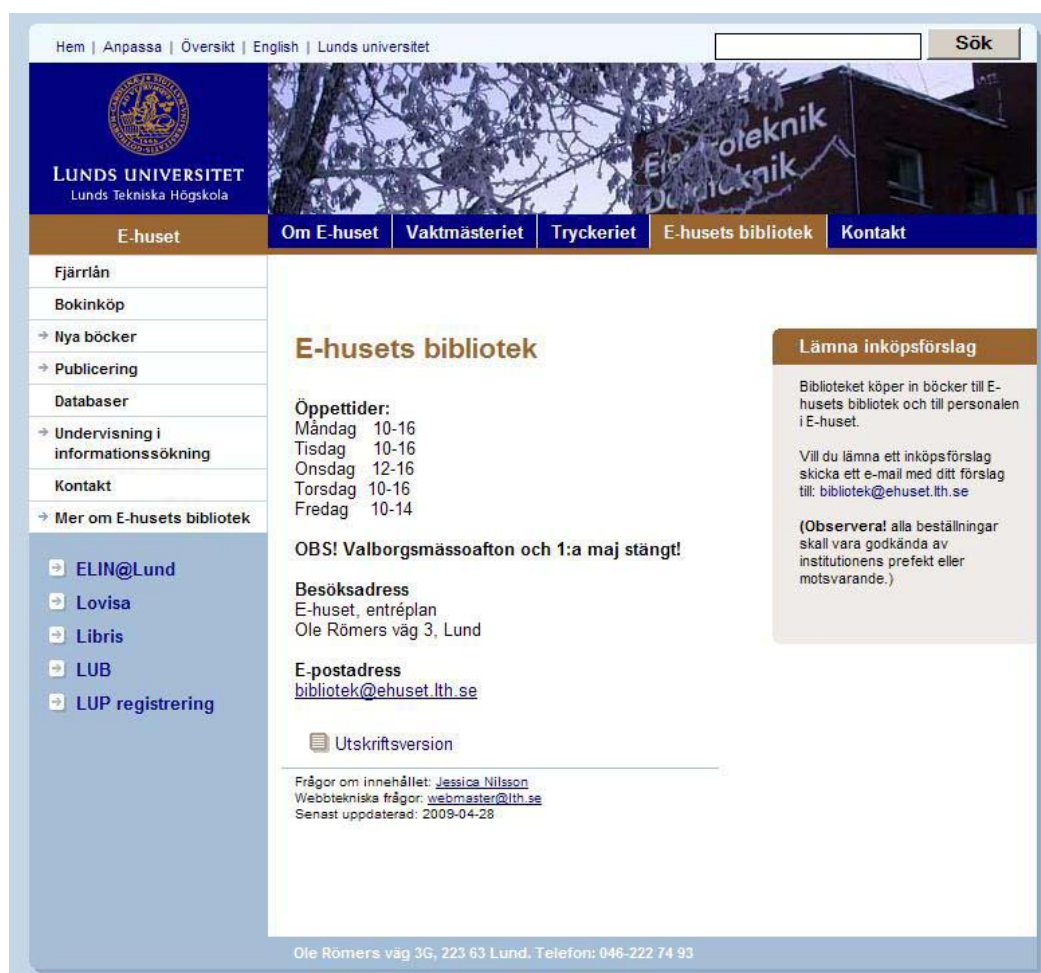 Hem | Anpassa | Översikt | English | Lunds universitet
Sök
LUNDS UNIVERSITET
Lunds Tekniska Högskola
Elektroteknik
Datateknik
E-huset
Om E-huset
Vaktmästeriet
Tryckeriet
E-husets bibliotek
Kontakt
Fjärrlån
Bokinköp
Nya böcker
Publicering
Databaser
Undervisning i
informationssökning
Kontakt
Mer om E-husets bibliotek
ELIN@Lund
Lovisa
Libris
LUB
LUP registrering
E-husets bibliotek
Öppettider:
Måndag 10-16
Tisdag 10-16
Onsdag 12-16
Torsdag 10-16
Fredag 10-14
OBS! Valborgsmässoafton och 1:a maj stängt!
Besöksadress
E-huset, entréplan
Ole Römers väg 3, Lund
E-postadress
bibliotek@ehuset.lth.se
Utskriftsversion
Frågor om innehållet: Jessica Nilsson
Webbtekniska frågor: webmaster@lth.se
Senast uppdaterad: 2009-04-28
Lämna inköpsförslag
Biblioteket köper in böcker till E-
husets bibliotek och till personalen
i E-huset.
Vill du lämna ett inköpsförslag
skicka ett e-mail med ditt förslag
till: bibliotek@ehuset.lth.se
(Observera! alla beställningar
skall vara godkända av
institutionens prefekt eller
motsvarande.)
Ole Römers väg 3G, 223 63 Lund. Telefon: 046-222 74 93